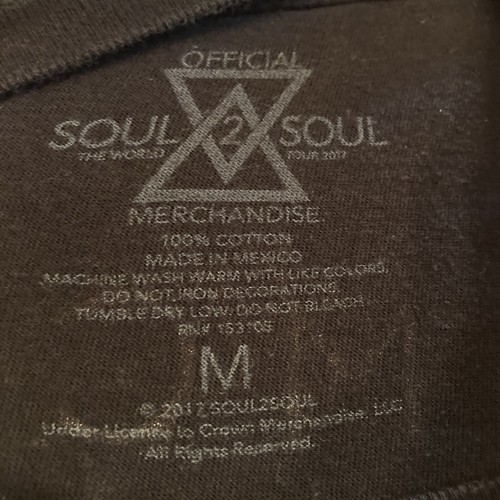 OFFICIAL
SOUL 2 SOUL
THE WORLD TOUR 2017
MERCHANDISE
100% COTTON
MADE IN MEXICO
MACHINE WASH WARM WITH LIKE COLORS,
DO NOT IRON DECORATIONS,
TUMBLE DRY LOW, DO NOT BLEACH
RN# 153105
M
© 2017 SOUL2SOUL
Under License to Crown Merchandise, LLC
All Rights Reserved.